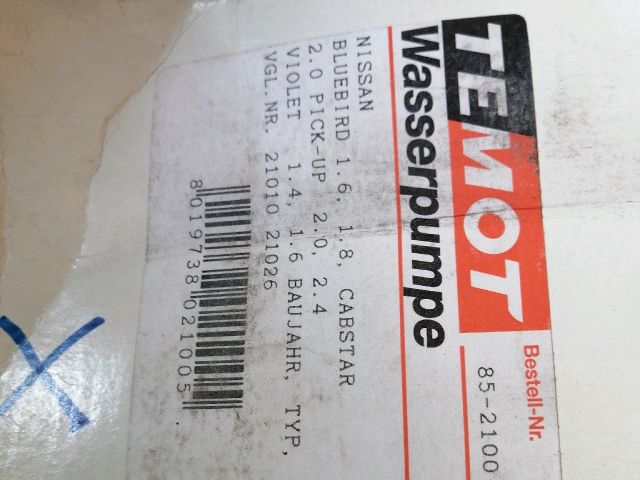 TEMOT
Bestell-Nr.
Wasserpumpe
85-2100
NISSAN
BLUEBIRD 1.6, 1.8, CABSTAR
2.0 PICK-UP 2.0, 2.4
VIOLET 1.4, 1.6 BAUJAHR, TYP,
VGL.NR. 21010 21026
8019738021005